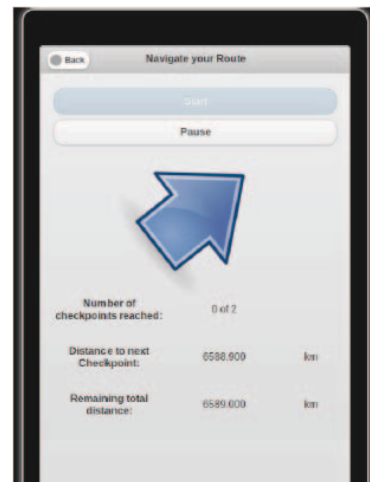 Back
Navigate your Route
Start
Pause
Number of
checkpoints reached:
0 of 2
Distance to next
Checkpoint:
6588.900
km
Remaining total
distance:
6589.000
km